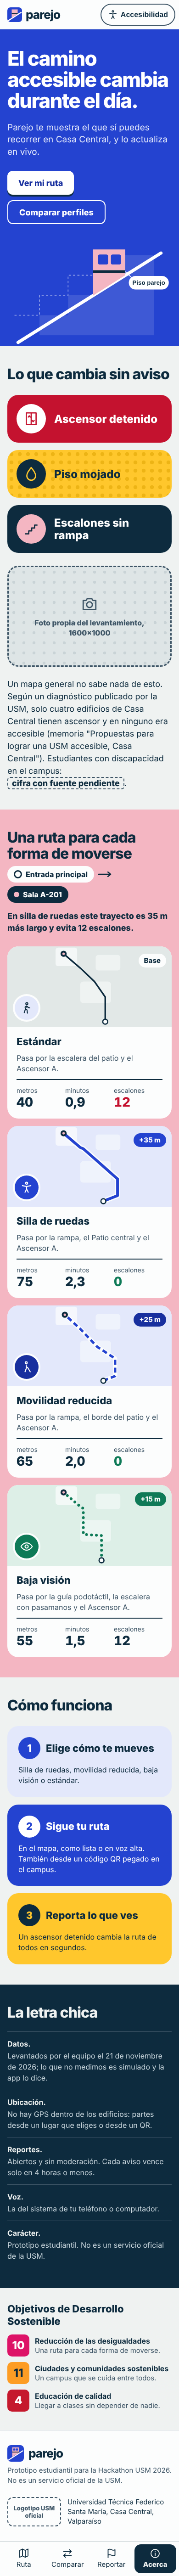 parejo
Accesibilidad
El camino
accesible cambia
durante el día.
Parejo te muestra el que sí puedes
recorrer en Casa Central, y lo actualiza
en vivo.
Ver mi ruta
Comparar perfiles
Piso parejo
Lo que cambia sin aviso
Ascensor detenido
Piso mojado
Escalones sin
rampa
Foto propia del levantamiento,
1600×1000
Un mapa general no sabe nada de esto.
Según un diagnóstico publicado por la
USM, solo cuatro edificios de Casa
Central tienen ascensor y en ninguno era
accesible (memoria "Propuestas para
lograr una USM accesible, Casa
Central"). Estudiantes con discapacidad
en el campus:
cifra con fuente pendiente
Una ruta para cada
forma de moverse
Entrada principal
Sala A-201
En silla de ruedas este trayecto es 35 m
más largo y evita 12 escalones.
Base
Estándar
Pasa por la escalera del patio y el
Ascensor A.
metros minutos escalones
40 0,9 12
+35 m
Silla de ruedas
Pasa por la rampa, el Patio central y el
Ascensor A.
metros minutos escalones
75 2,3 0
+25 m
Movilidad reducida
Pasa por la rampa, el borde del patio y el
Ascensor A.
metros minutos escalones
65 2,0 0
+15 m
Baja visión
Pasa por la guía podotáctil, la escalera
con pasamanos y el Ascensor A.
metros minutos escalones
55 1,5 12
Cómo funciona
1 Elige cómo te mueves
Silla de ruedas, movilidad reducida, baja
visión o estándar.
2 Sigue tu ruta
En el mapa, como lista o en voz alta.
También desde un código QR pegado en
el campus.
3 Reporta lo que ves
Un ascensor detenido cambia la ruta de
todos en segundos.
La letra chica
Datos.
Levantados por el equipo el 21 de noviembre
de 2026; lo que no medimos es simulado y la
app lo dice.
Ubicación.
No hay GPS dentro de los edificios: partes
desde un lugar que eliges o desde un QR.
Reportes.
Abiertos y sin moderación. Cada aviso vence
solo en 4 horas o menos.
Voz.
La del sistema de tu teléfono o computador.
Carácter.
Prototipo estudiantil. No es un servicio oficial
de la USM.
Objetivos de Desarrollo
Sostenible
10 Reducción de las desigualdades
Una ruta para cada forma de moverse.
11 Ciudades y comunidades sostenibles
Un campus que se cuida entre todos.
4 Educación de calidad
Llegar a clases sin depender de nadie.
parejo
Prototipo estudiantil para la Hackathon USM 2026.
No es un servicio oficial de la USM.
Logotipo USM
oficial
Universidad Técnica Federico
Santa María, Casa Central,
Valparaíso
Ruta Comparar Reportar Acerca